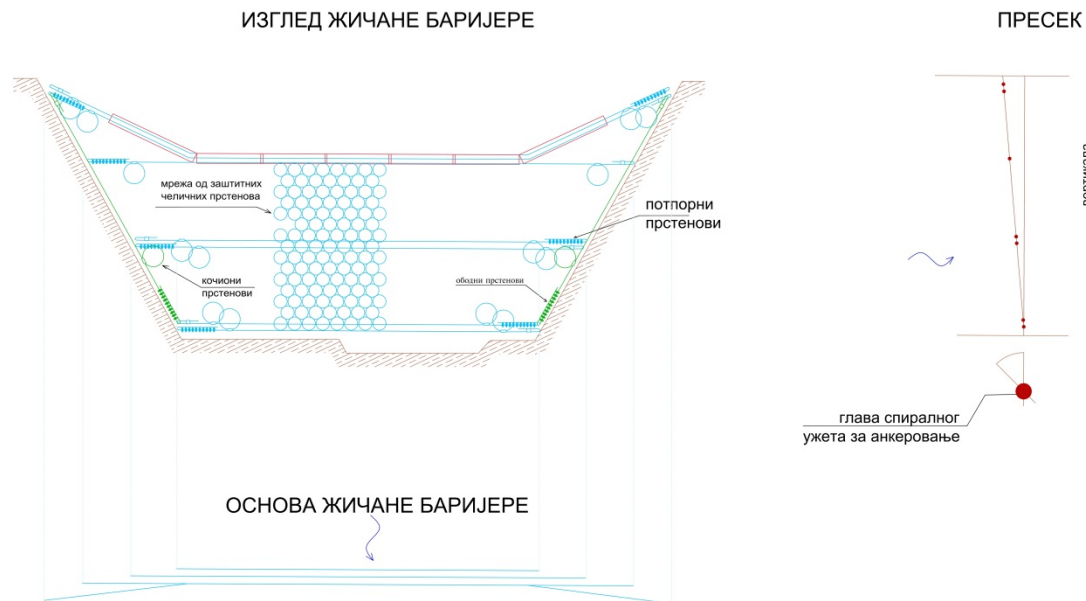 ИЗГЛЕД ЖИЧАНЕ БАРИЈЕРЕ
ПРЕСЕК
мрежа од заштитних
челичних прстенова
потпорни
прстенови
кочиони
прстенови
ободни прстенови
вертикала
глава спиралног
ужета за анкеровање
ОСНОВА ЖИЧАНЕ БАРИЈЕРЕ